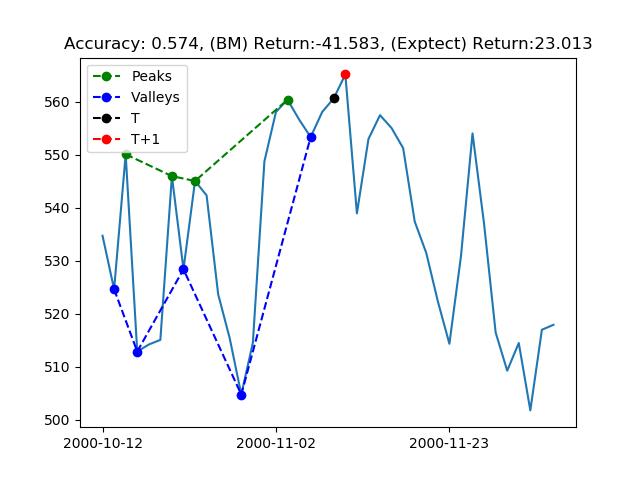 Accuracy: 0.574, (BM) Return:-41.583, (Exptect) Return:23.013
Peaks
Valleys
T
T+1
560
550
540
530
520
510
500
2000-10-12
2000-11-02
2000-11-23